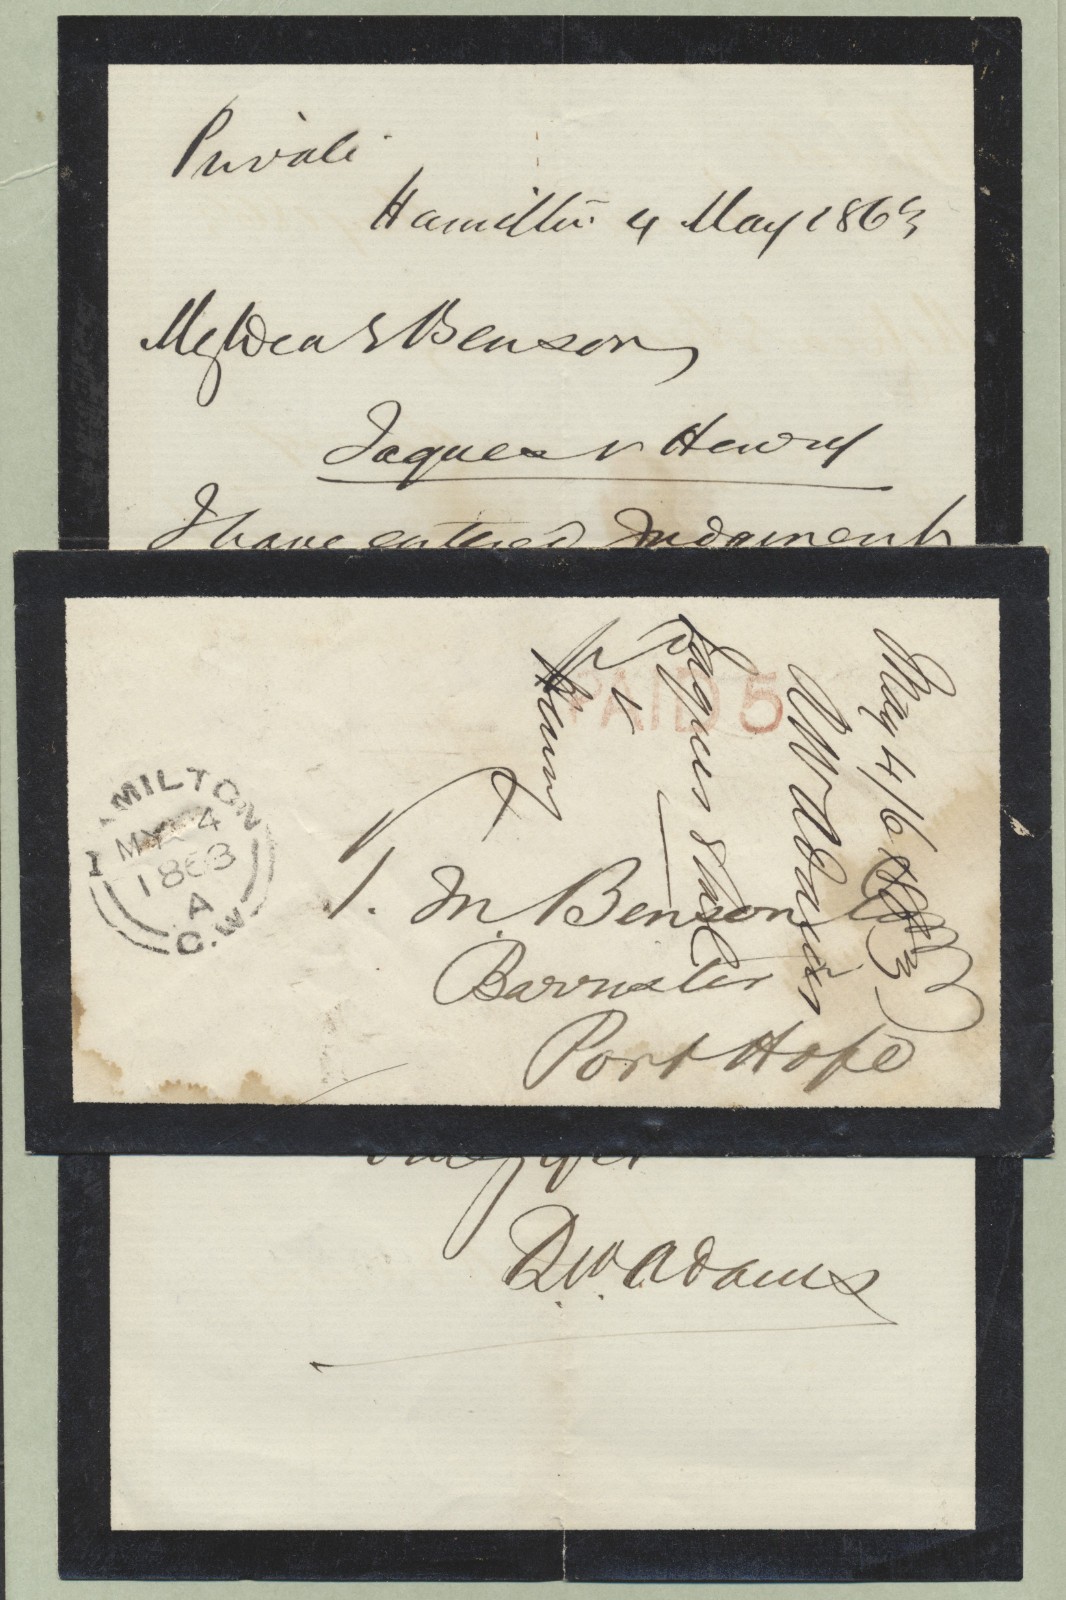 Private
Hamilton 4 May 1863
My Dear Benson
Jaques v Henry
I have entered Judgment
PAID 5
HAMILTON
MY 4
1863
A
C.W.
May 4/63
Jaques &
v
Henry
T. M. Benson Esq
Barrister
Port Hope
D.W. Adams